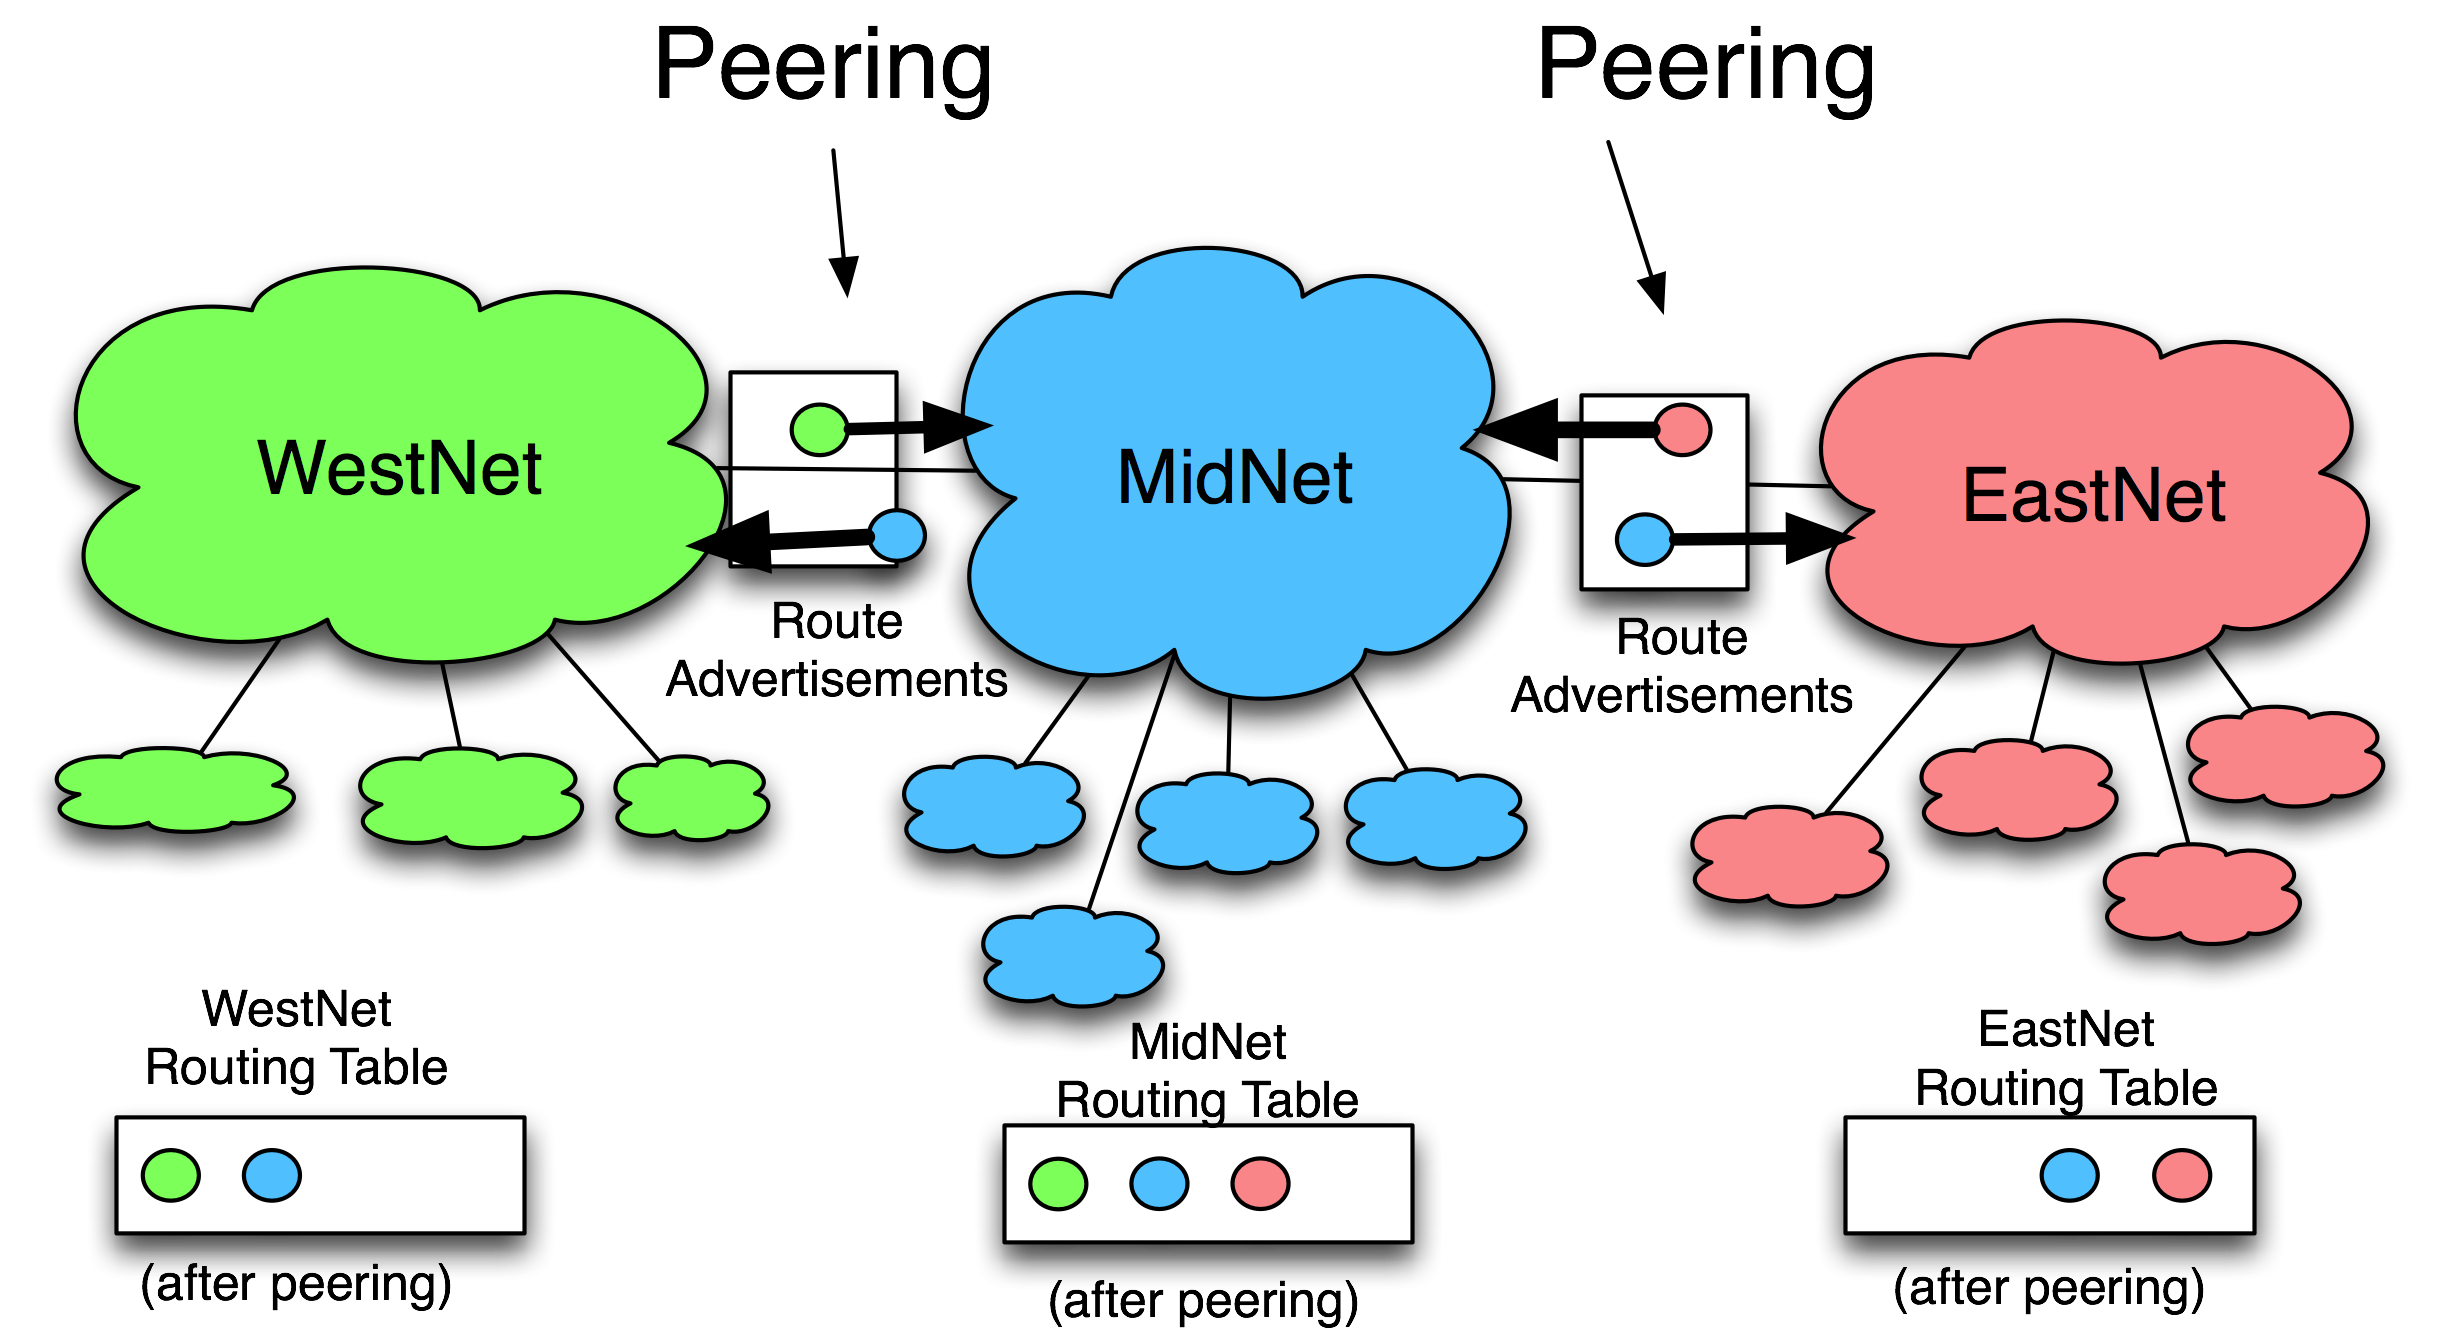 Peering
Peering
WestNet
MidNet
EastNet
Route
Advertisements
Route
Advertisements
WestNet
Routing Table
(after peering)
MidNet
Routing Table
(after peering)
EastNet
Routing Table
(after peering)